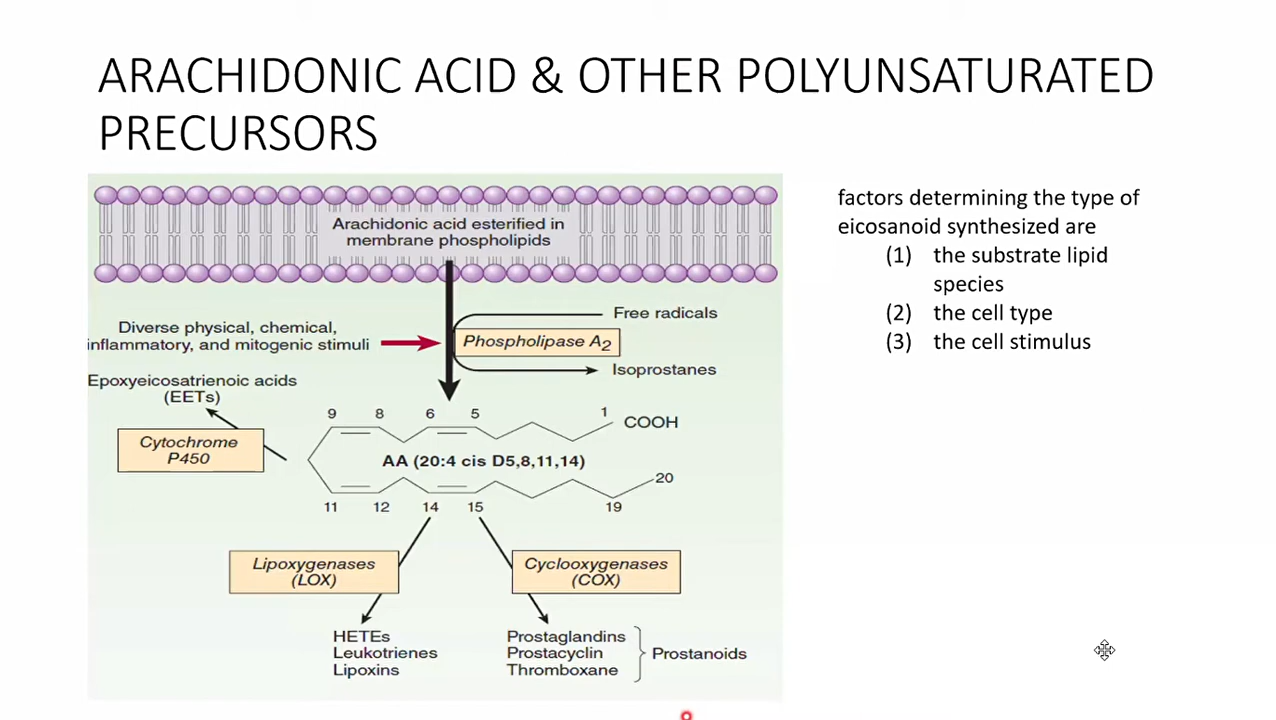 ARACHIDONIC ACID & OTHER POLYUNSATURATED
PRECURSORS
Arachidonic acid esterified in
membrane phospholipids
Free radicals
Diverse physical, chemical,
inflammatory, and mitogenic stimuli
Phospholipase A2
Isoprostanes
Epoxyeicosatrienoic acids
(EETs)
9 8 6 5 1
COOH
Cytochrome
P450
AA (20:4 cis D5,8,11,14)
20
11 12 14 15 19
Lipoxygenases
(LOX)
Cyclooxygenases
(COX)
HETEs
Leukotrienes
Lipoxins
Prostaglandins
Prostacyclin
Thromboxane
Prostanoids
factors determining the type of
eicosanoid synthesized are
(1) the substrate lipid
species
(2) the cell type
(3) the cell stimulus